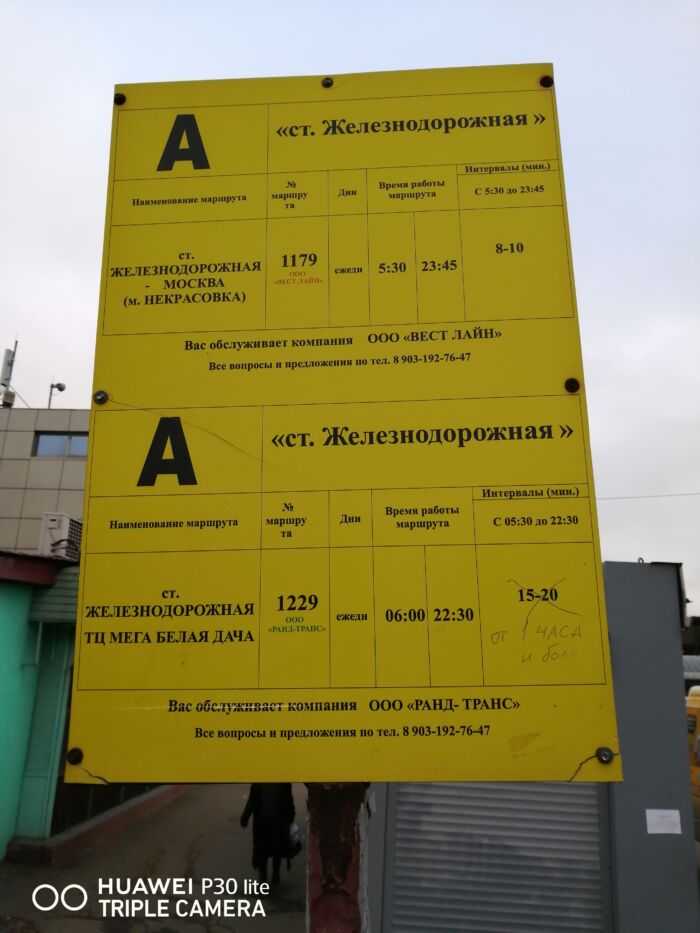 А
«ст. Железнодорожная »
Наименование маршрута
№
маршру
та
Дни
Время работы
маршрута
Интервалы (мин.)
С 5:30 до 23:45
ст.
ЖЕЛЕЗНОДОРОЖНАЯ
- МОСКВА
(м. НЕКРАСОВКА)
1179
ООО
«ВЕСТ ЛАЙН»
ежедн
5:30
23:45
8-10
Вас обслуживает компания ООО «ВЕСТ ЛАЙН»
Все вопросы и предложения по тел. 8 903-192-76-47
А
«ст. Железнодорожная »
Наименование маршрута
№
маршру
та
Дни
Время работы
маршрута
Интервалы (мин.)
С 05:30 до 22:30
ст.
ЖЕЛЕЗНОДОРОЖНАЯ
ТЦ МЕГА БЕЛАЯ ДАЧА
1229
ООО
«РАНД-ТРАНС»
ежедн
06:00
22:30
15-20
от 1 ЧАСА
и бол
Вас обслуживает компания ООО «РАНД- ТРАНС»
Все вопросы и предложения по тел. 8 903-192-76-47
HUAWEI P30 lite
TRIPLE CAMERA